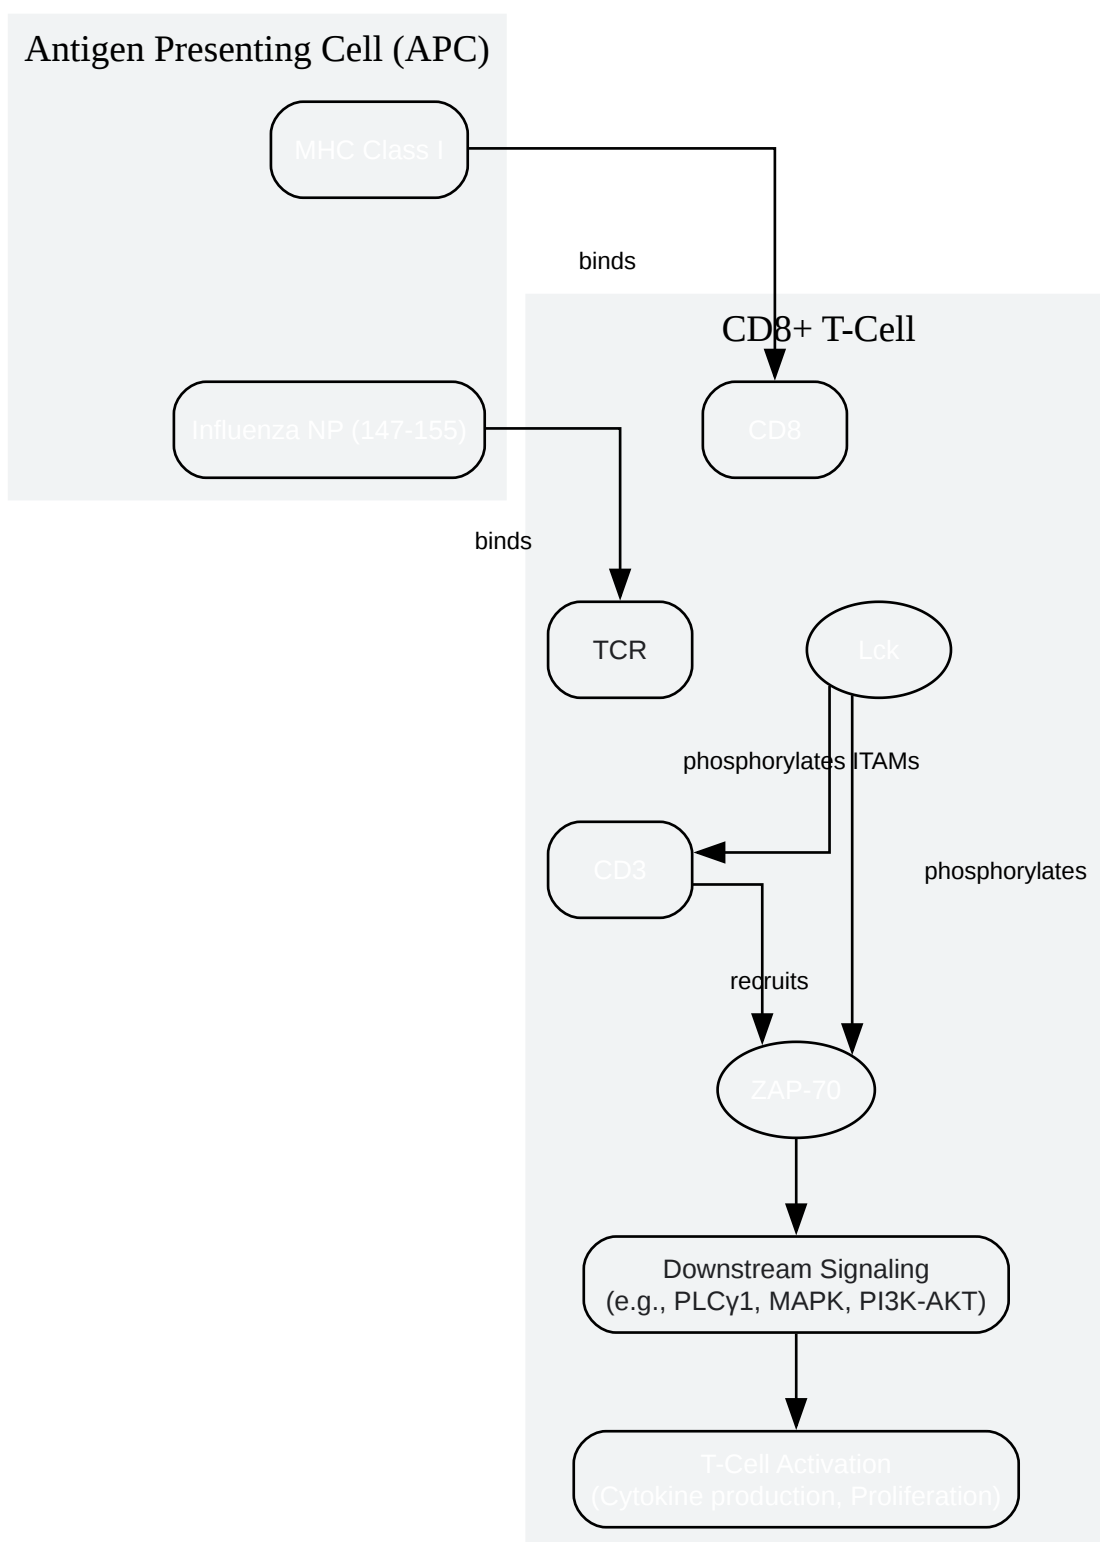 Antigen Presenting Cell (APC)
MHC Class I
binds
CD8+ T-Cell
Influenza NP (147-155)
CD8
binds
TCR
Lck
phosphorylates ITAMs
CD3
phosphorylates
recruits
ZAP-70
Downstream Signaling
(e.g., PLCγ1, MAPK, PI3K-AKT)
T-Cell Activation
(Cytokine production, Proliferation)